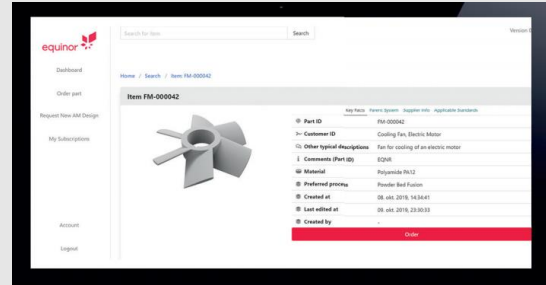 equinor
Search for item
Search
Version 0
Dashboard
Order part
Request New AM Design
My Subscriptions
Account
Logout
Home / Search / Item FM-000042
Item FM-000042
Key Facts Parent System Supplier Info Applicable Standards
Part ID FM-000042
Customer ID Cooling Fan, Electric Motor
Other typical descriptions Fan for cooling of an electric motor
Comments (Part ID) EQNR
Material Polyamide PA12
Preferred process Powder Bed Fusion
Created at 08. okt. 2019, 14:54:41
Last edited at 09. okt. 2019, 23:30:53
Created by -
Order